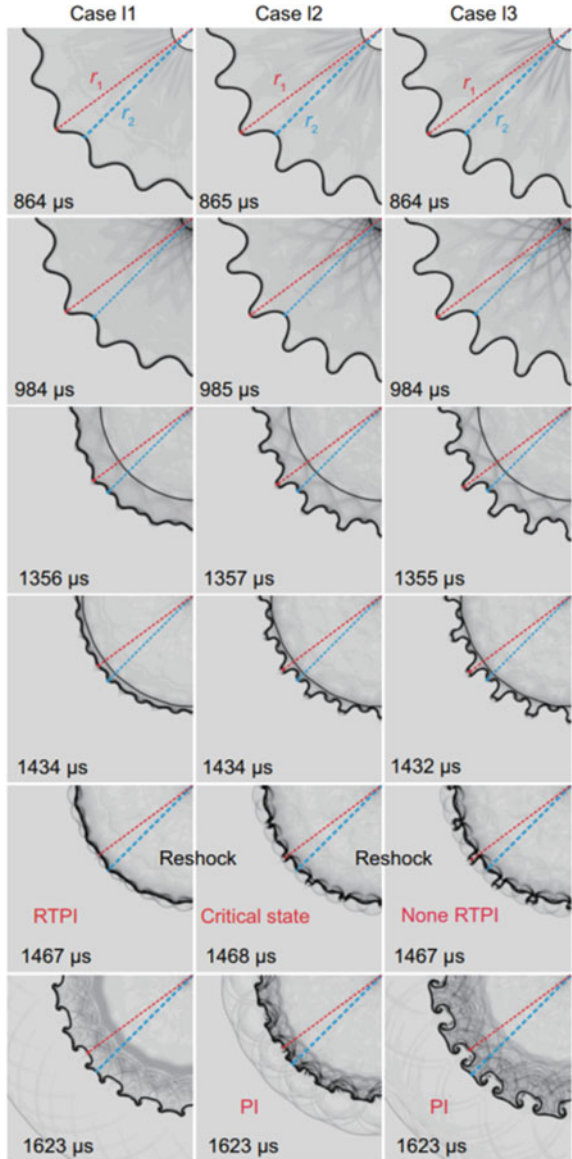 Case I1 Case I2 Case I3
r1 r1 r1
r2 r2 r2
864 μs 865 μs 864 μs
984 μs 985 μs 984 μs
1356 μs 1357 μs 1355 μs
1434 μs 1434 μs 1432 μs
Reshock Reshock
RTPI Critical state None RTPI
1467 μs 1468 μs 1467 μs
PI PI
1623 μs 1623 μs 1623 μs